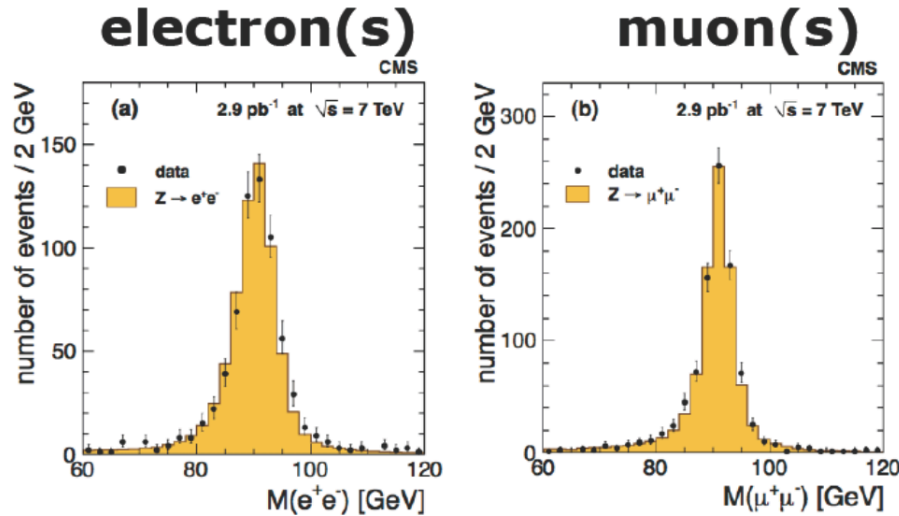 electron(s)
CMS
(a) 2.9 pb⁻¹ at √s = 7 TeV
data
Z → e⁺e⁻
number of events / 2 GeV
150
100
50
0
60 80 100 120
M(e⁺e⁻) [GeV]
muon(s)
CMS
(b) 2.9 pb⁻¹ at √s = 7 TeV
data
Z → μ⁺μ⁻
number of events / 2 GeV
300
200
100
0
60 80 100 120
M(μ⁺μ⁻) [GeV]